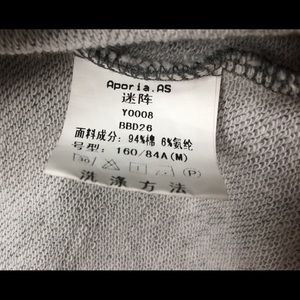 Aporia.AS
迷阵
Y0008
BBD26
面料成分: 94%棉 6%氨纶
号型: 160/84A(M)
30 (P)
洗涤方法